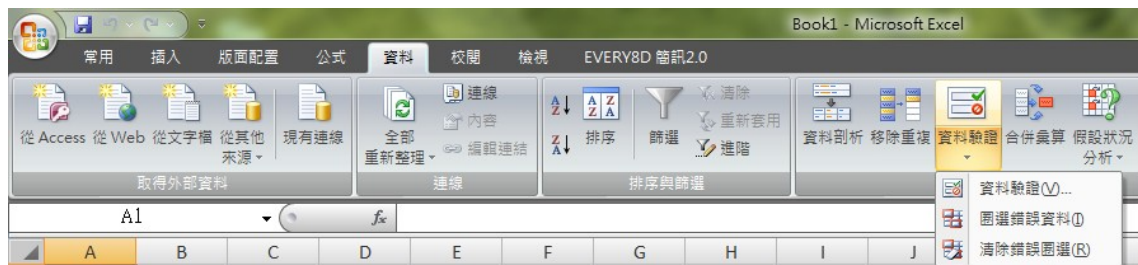 Book1 - Microsoft Excel
常用 插入 版面配置 公式 資料 校閱 檢視 EVERY8D 簡訊2.0
從 Access 從 Web 從文字檔 從其他來源 現有連線
取得外部資料
全部重新整理 連線 內容 編輯連結
連線
排序 篩選 清除 重新套用 進階
排序與篩選
資料剖析 移除重複 資料驗證 合併彙算 假設狀況分析
資料驗證(V)...
圈選錯誤資料(I)
清除錯誤圈選(R)
A1 fx
A B C D E F G H I J